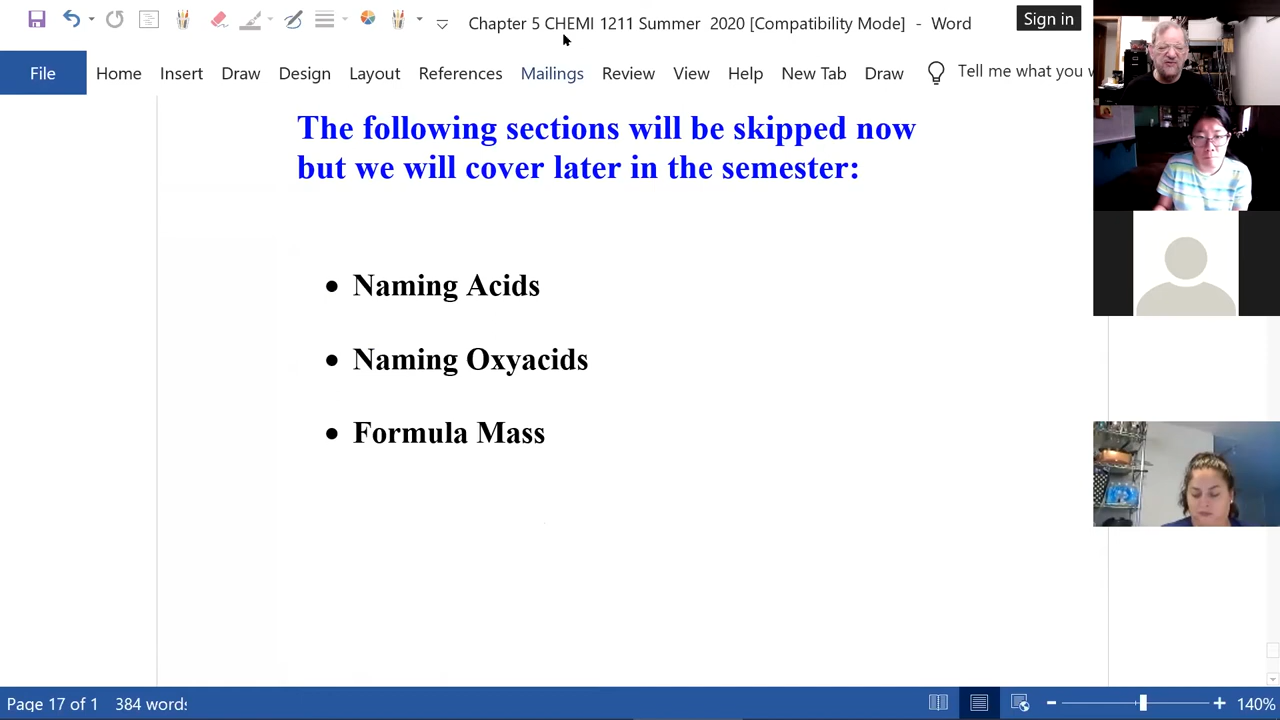 Chapter 5 CHEMI 1211 Summer 2020 [Compatibility Mode] - Word
Sign in
File Home Insert Draw Design Layout References Mailings Review View Help New Tab Draw Tell me what you
The following sections will be skipped now
but we will cover later in the semester:
• Naming Acids
• Naming Oxyacids
• Formula Mass
Page 17 of 1 384 words
140%